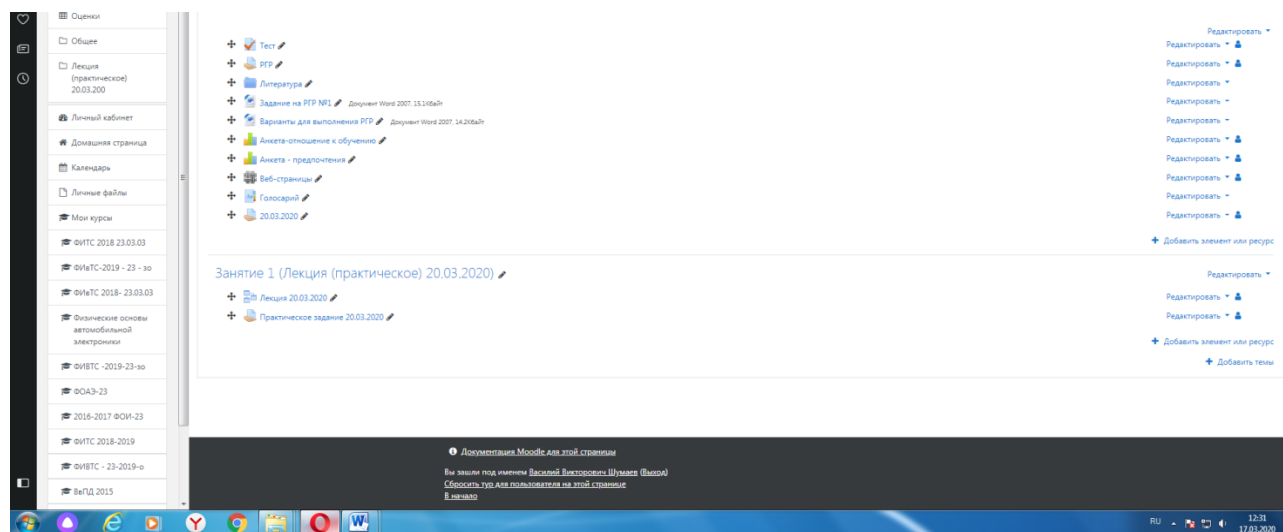 Оценки
Общее
Лекция
(практическое)
20.03.200
Личный кабинет
Домашняя страница
Календарь
Личные файлы
Мои курсы
ФИТС 2018 23.03.03
ФИвТС-2019 - 23 - зо
ФИвТС 2018- 23.03.03
Физические основы
автомобильной
электроники
ФИВТС -2019-23-зо
ФОАЭ-23
2016-2017 ФОИ-23
ФИТС 2018-2019
ФИВТС - 23-2019-о
ВвПД 2015
Редактировать
Тест Редактировать
РГР Редактировать
Литература Редактировать
Задание на РГР №1 Документ Word 2007, 15.1Кбайт Редактировать
Варианты для выполнения РГР Документ Word 2007, 14.2Кбайт Редактировать
Анкета-отношение к обучению Редактировать
Анкета - предпочтения Редактировать
Веб-страницы Редактировать
Голосарий Редактировать
20.03.2020 Редактировать
Добавить элемент или ресурс
Занятие 1 (Лекция (практическое) 20.03.2020) Редактировать
Лекция 20.03.2020 Редактировать
Практическое задание 20.03.2020 Редактировать
Добавить элемент или ресурс
Добавить темы
Документация Moodle для этой страницы
Вы зашли под именем Василий Викторович Шумаев (Выход)
Сбросить тур для пользователя на этой странице
В начало
RU 12:31
17.03.2020